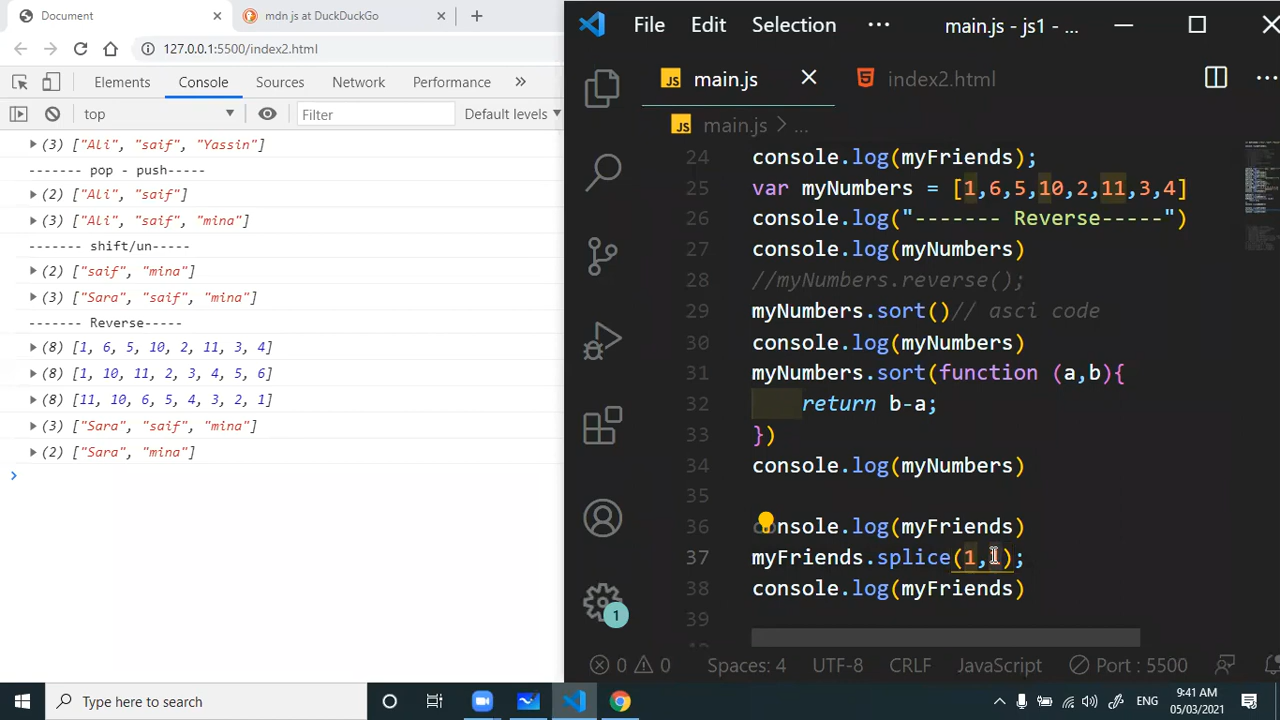 Document
mdn js at DuckDuckGo
127.0.0.1:5500/index2.html
Elements Console Sources Network Performance »
top Filter Default levels
(3) ["Ali", "saif", "Yassin"]
------- pop - push-----
(2) ["Ali", "saif"]
(3) ["Ali", "saif", "mina"]
------- shift/un-----
(2) ["saif", "mina"]
(3) ["Sara", "saif", "mina"]
------- Reverse-----
(8) [1, 6, 5, 10, 2, 11, 3, 4]
(8) [1, 10, 11, 2, 3, 4, 5, 6]
(8) [11, 10, 6, 5, 4, 3, 2, 1]
(3) ["Sara", "saif", "mina"]
(2) ["Sara", "mina"]
File Edit ··· main.js - js1 - ...
JS main.js index2.html ···
JS main.js > ...
24 console.log(myFriends);
25 var myNumbers = [1,6,5,10,2,11,3,4]
26 console.log("------- Reverse-----")
27 console.log(myNumbers)
28 //myNumbers.reverse();
29 myNumbers.sort()// asci code
30 console.log(myNumbers)
31 myNumbers.sort(function (a,b){
32 return b-a;
33 })
34 console.log(myNumbers)
35
36 console.log(myFriends)
37 myFriends.splice(1,1);
38 console.log(myFriends)
39
1
0 0 Spaces: 4 UTF-8 CRLF JavaScript Port : 5500
Type here to search
ENG
9:41 AM
05/03/2021